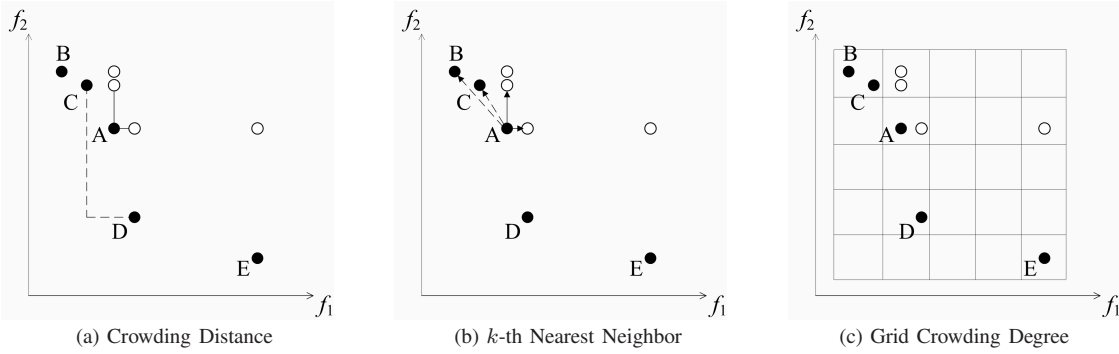 f2
B
C
A
D
E
f1
(a) Crowding Distance
f2
B
C
A
D
E
f1
(b) k-th Nearest Neighbor
f2
B
C
A
D
E
f1
(c) Grid Crowding Degree